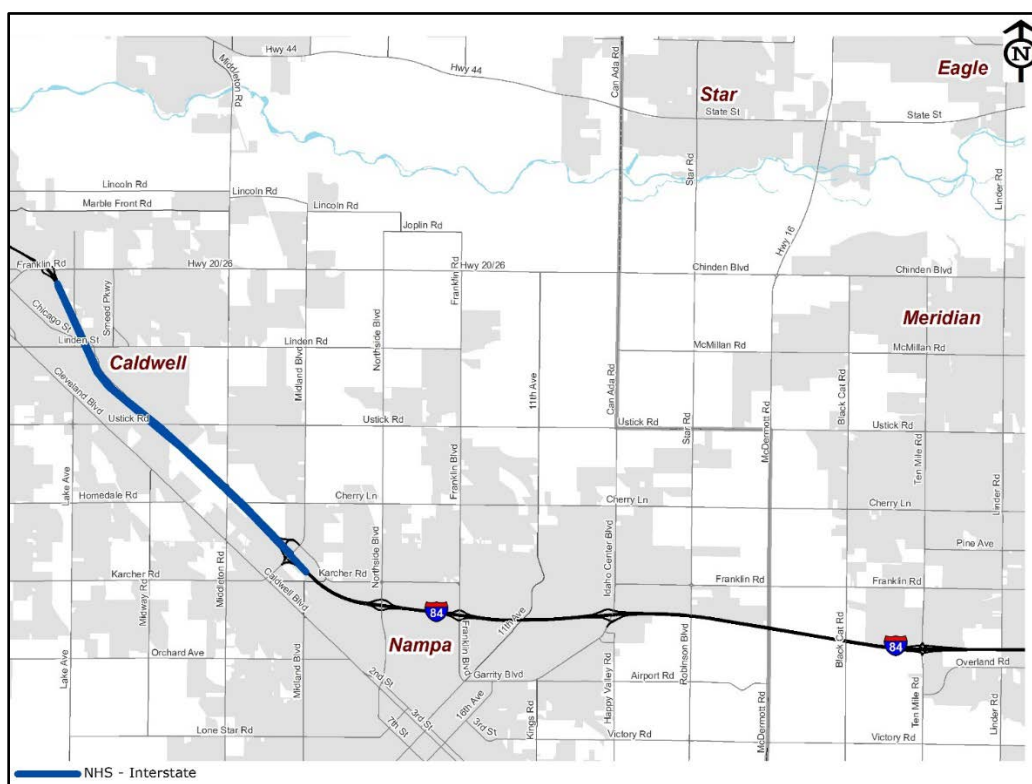 N
Hwy 44
Middleton Rd
Hwy 44
Can Ada Rd
Eagle
Star
State St
State St
Lincoln Rd
Lincoln Rd
Marble Front Rd
Lincoln Rd
Joplin Rd
Star Rd
Linder Rd
Hwy 16
Franklin Rd
Hwy 20/26
Franklin Rd
Hwy 20/26
Chinden Blvd
Chinden Blvd
Chicago St
Smeed Pkwy
Linden St
Linden Rd
Northside Blvd
Midland Blvd
McMillan Rd
McMillan Rd
Meridian
Caldwell
Cleveland Blvd
11th Ave
Can Ada Rd
Black Cat Rd
Ustick Rd
Ustick Rd
Ustick Rd
Ustick Rd
Star Rd
McDermott Rd
Lake Ave
Franklin Blvd
Ten Mile Rd
Linder Rd
Homedale Rd
Cherry Ln
Cherry Ln
Cherry Ln
Pine Ave
Karcher Rd
Midway Rd
Middleton Rd
Caldwell Blvd
Karcher Rd
Northside Blvd
Idaho Center Blvd
Franklin Rd
Franklin Rd
84
11th Ave
Nampa
Franklin Blvd
84
Black Cat Rd
Overland Rd
Lake Ave
Orchard Ave
Midland Blvd
2nd St
Garrity Blvd
Happy Valley Rd
Airport Rd
Robinson Blvd
16th Ave
3rd St
3rd St
7th St
Kings Rd
McDermott Rd
Ten Mile Rd
Linder Rd
Lone Star Rd
Victory Rd
Victory Rd
NHS - Interstate